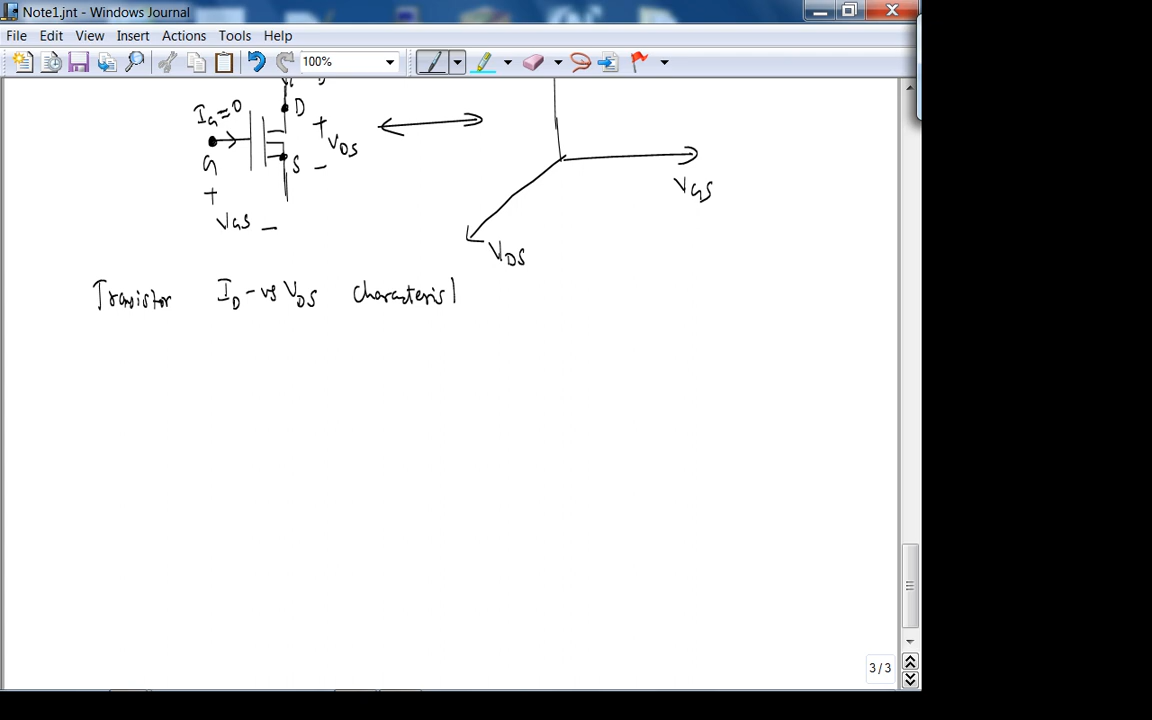 Note1.jnt - Windows Journal
File Edit View Insert Actions Tools Help
100%
IG=0
D
+
VDS
G
S
-
+
VGS -
VGS
VDS
Transistor ID - vs VDS characterist
3 / 3